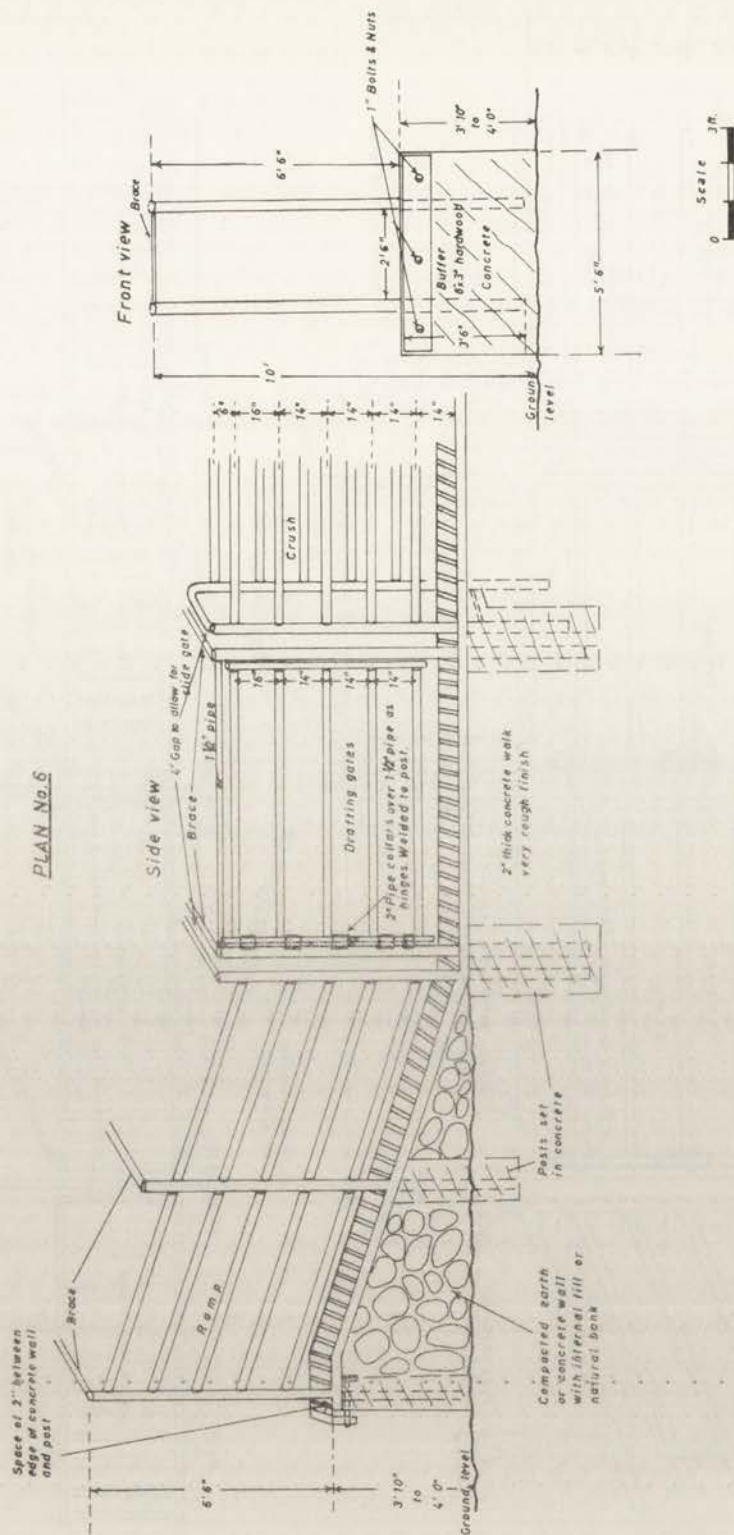 PLAN No.6
Side view
Front view
Space of 2" between
edge of concrete wall
and post
Brace
Ramp
6'6"
3'10"
to
4'0"
Ground level
Compacted earth
or concrete wall
with internal fill or
natural bank
Posts set
in concrete
Brace
4" Gap to allow for
slide gate
1½" pipe
Drafting gates
2" Pipe collars over 1½" pipe as
hinges. Welded to post.
16"
14"
14"
14"
2" thick concrete walk
very rough finish
Crush
6"
16"
14"
14"
14"
14"
Brace
10'
6'6"
2'6"
1" Bolts & Nuts
Buffer
6"x3" hardwood
Concrete
3'6"
3'10"
to
4'0"
Ground
level
5'6"
Scale
0
3ft.